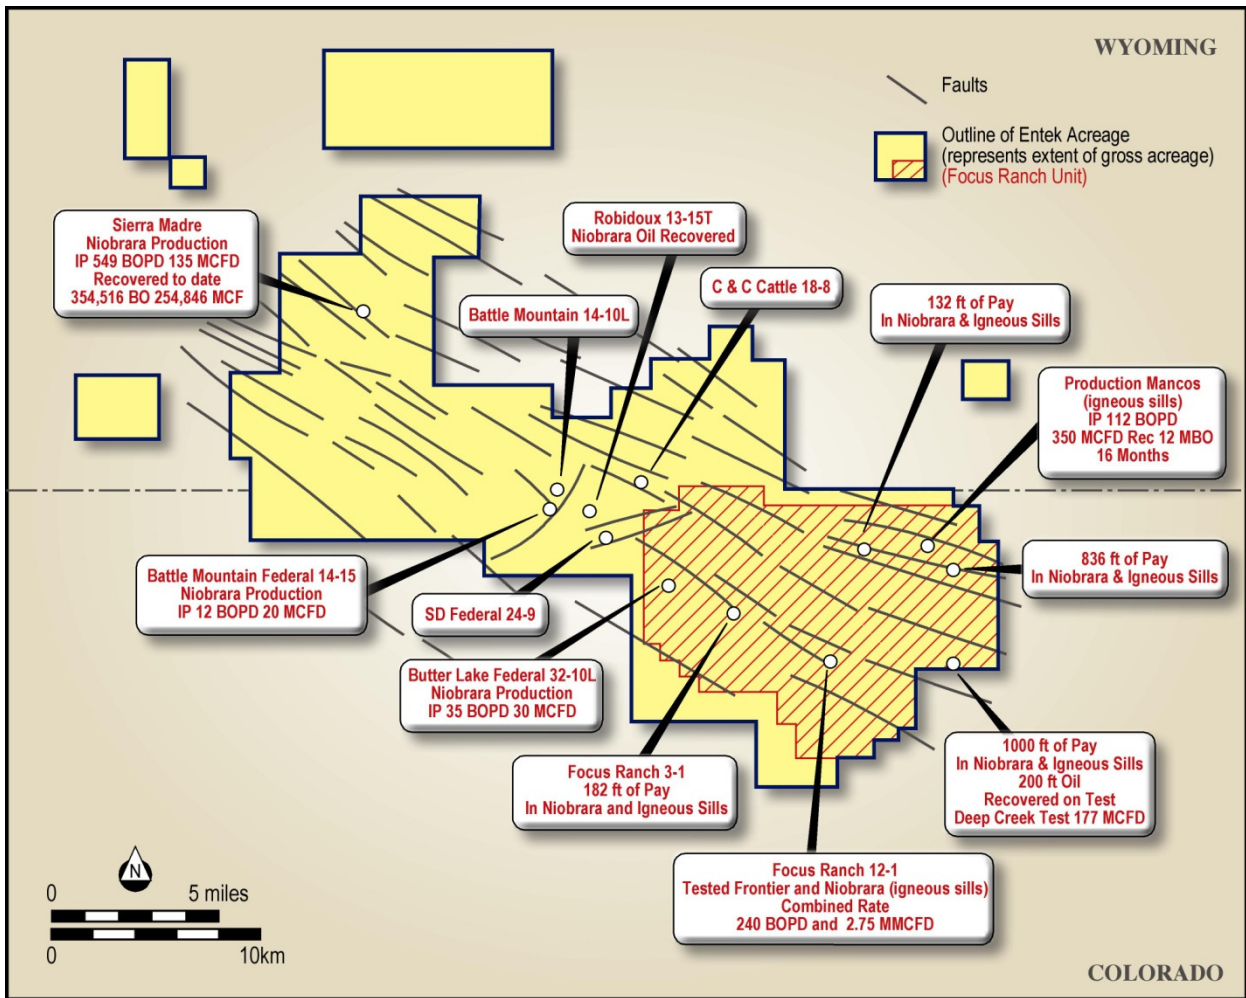 WYOMING
Faults
Outline of Entek Acreage
(represents extent of gross acreage)
(Focus Ranch Unit)
Sierra Madre
Niobrara Production
IP 549 BOPD 135 MCFD
Recovered to date
354,516 BO 254,846 MCF
Robidoux 13-15T
Niobrara Oil Recovered
Battle Mountain 14-10L
C & C Cattle 18-8
132 ft of Pay
In Niobrara & Igneous Sills
Production Mancos
(igneous sills)
IP 112 BOPD
350 MCFD Rec 12 MBO
16 Months
836 ft of Pay
In Niobrara & Igneous Sills
Battle Mountain Federal 14-15
Niobrara Production
IP 12 BOPD 20 MCFD
SD Federal 24-9
Butter Lake Federal 32-10L
Niobrara Production
IP 35 BOPD 30 MCFD
Focus Ranch 3-1
182 ft of Pay
In Niobrara and Igneous Sills
1000 ft of Pay
In Niobrara & Igneous Sills
200 ft Oil
Recovered on Test
Deep Creek Test 177 MCFD
Focus Ranch 12-1
Tested Frontier and Niobrara (igneous sills)
Combined Rate
240 BOPD and 2.75 MMCFD
N
0 5 miles
0 10km
COLORADO